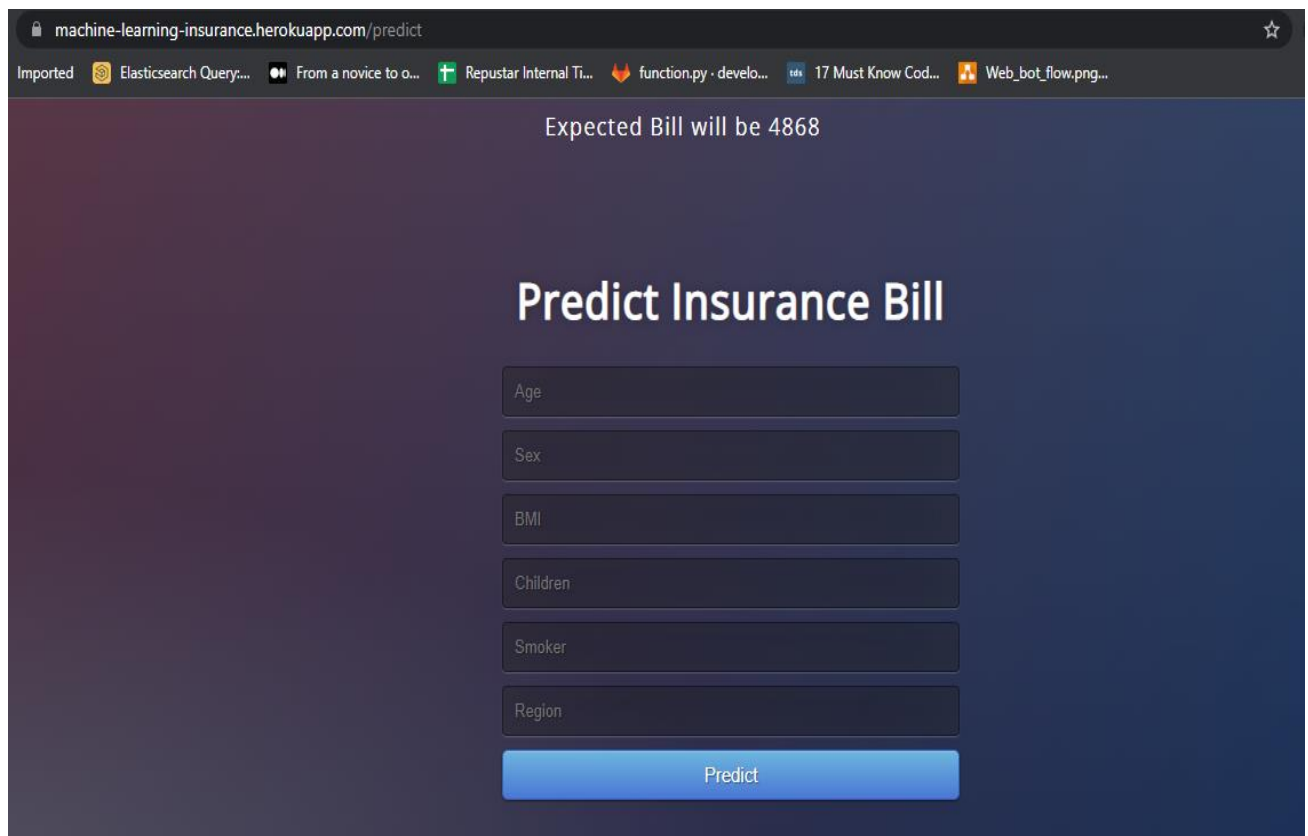 machine-learning-insurance.herokuapp.com/predict
Imported Elasticsearch Query:... From a novice to o... Repustar Internal Ti... function.py · develo... tds 17 Must Know Cod... Web_bot_flow.png...
Expected Bill will be 4868
Predict Insurance Bill
Age
Sex
BMI
Children
Smoker
Region
Predict